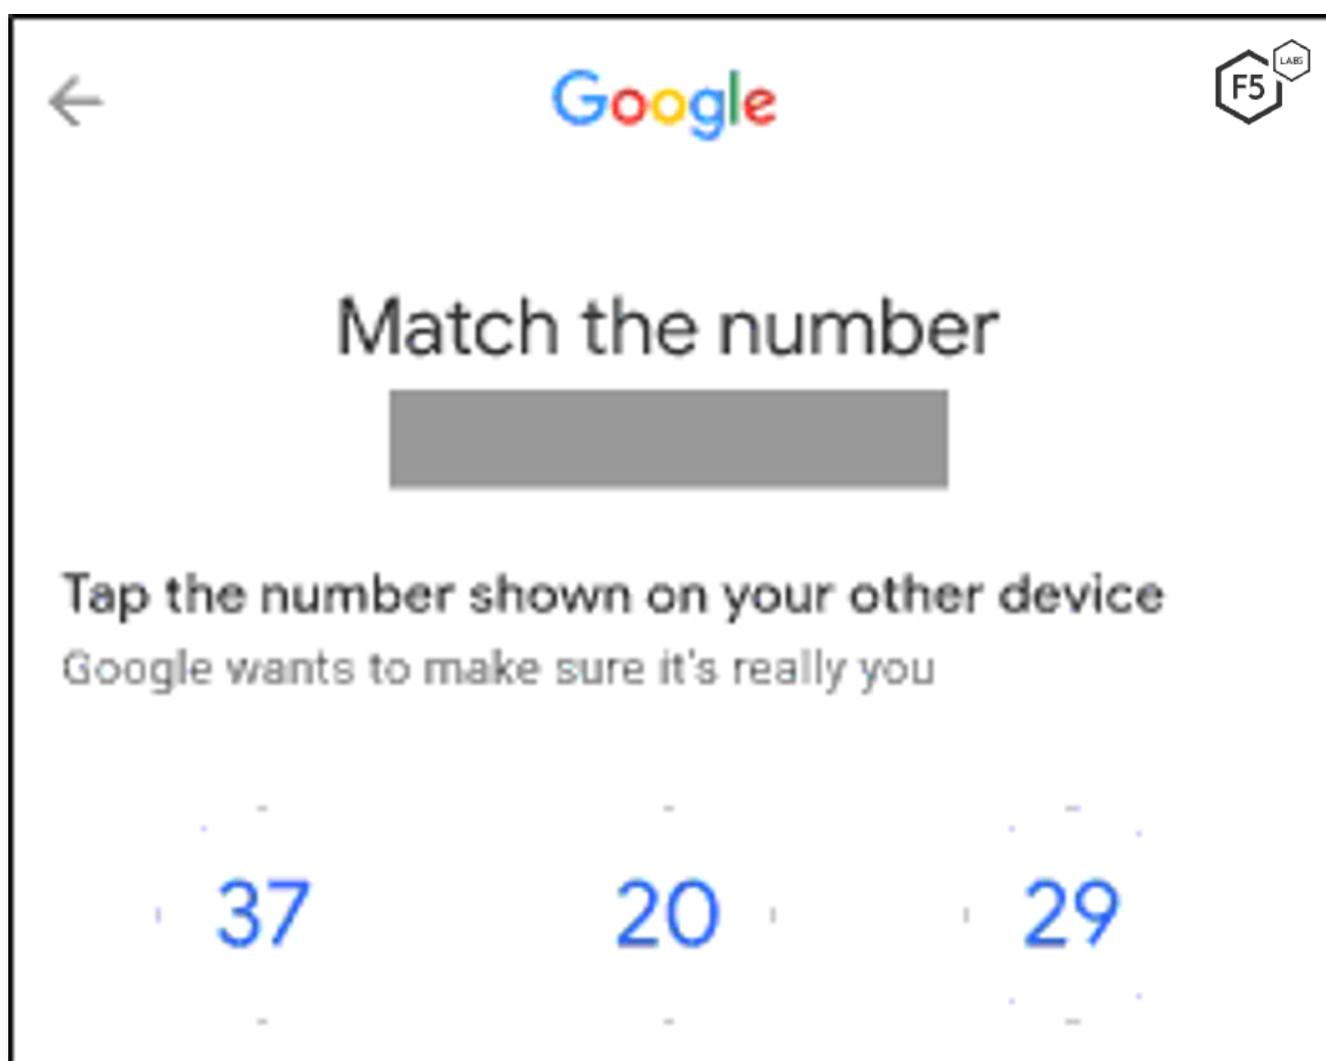 Google
F5
LABS
Match the number
Tap the number shown on your other device
Google wants to make sure it's really you
37 20 29